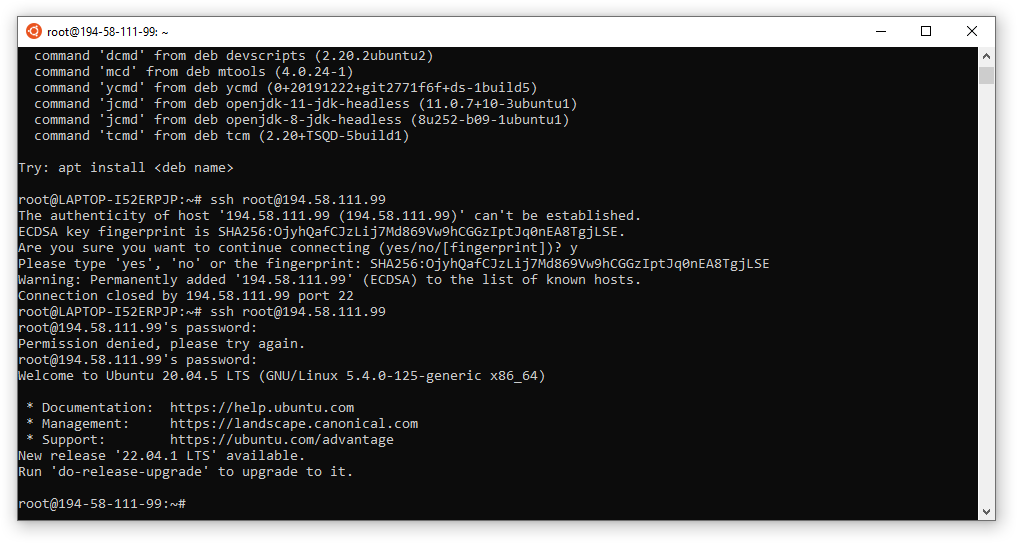 root@194-58-111-99: ~
command 'dcmd' from deb devscripts (2.20.2ubuntu2)
command 'mcd' from deb mtools (4.0.24-1)
command 'ycmd' from deb ycmd (0+20191222+git2771f6f+ds-1build5)
command 'jcmd' from deb openjdk-11-jdk-headless (11.0.7+10-3ubuntu1)
command 'jcmd' from deb openjdk-8-jdk-headless (8u252-b09-1ubuntu1)
command 'tcmd' from deb tcm (2.20+TSQD-5build1)
Try: apt install <deb name>
root@LAPTOP-I52ERPJP:~# ssh root@194.58.111.99
The authenticity of host '194.58.111.99 (194.58.111.99)' can't be established.
ECDSA key fingerprint is SHA256:OjyhQafCJzLij7Md869Vw9hCGGzIptJq0nEA8TgjLSE.
Are you sure you want to continue connecting (yes/no/[fingerprint])? y
Please type 'yes', 'no' or the fingerprint: SHA256:OjyhQafCJzLij7Md869Vw9hCGGzIptJq0nEA8TgjLSE
Warning: Permanently added '194.58.111.99' (ECDSA) to the list of known hosts.
Connection closed by 194.58.111.99 port 22
root@LAPTOP-I52ERPJP:~# ssh root@194.58.111.99
root@194.58.111.99's password:
Permission denied, please try again.
root@194.58.111.99's password:
Welcome to Ubuntu 20.04.5 LTS (GNU/Linux 5.4.0-125-generic x86_64)
* Documentation:  https://help.ubuntu.com
* Management:     https://landscape.canonical.com
* Support:        https://ubuntu.com/advantage
New release '22.04.1 LTS' available.
Run 'do-release-upgrade' to upgrade to it.
root@194-58-111-99:~#